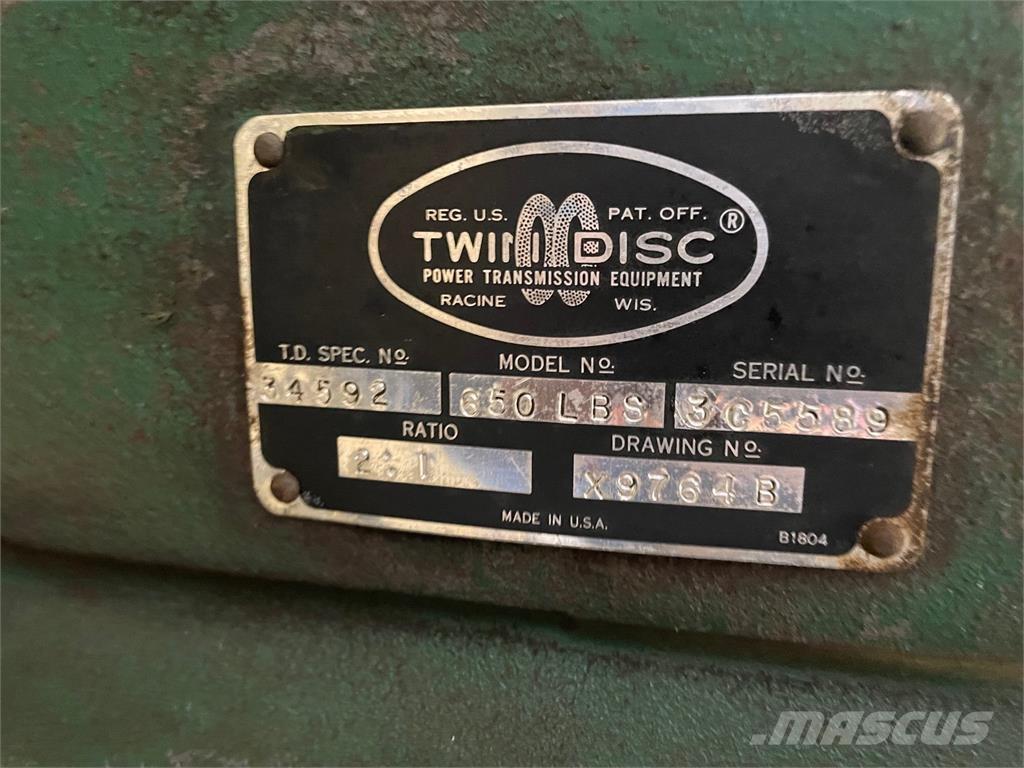 REG. U.S. PAT. OFF.
TWIN DISC ®
POWER TRANSMISSION EQUIPMENT
RACINE WIS.
T.D. SPEC. No. MODEL No. SERIAL No.
34592 650 LBS 3G5589
RATIO DRAWING No.
2:1 X9764B
MADE IN U.S.A. B1804
MASCUS